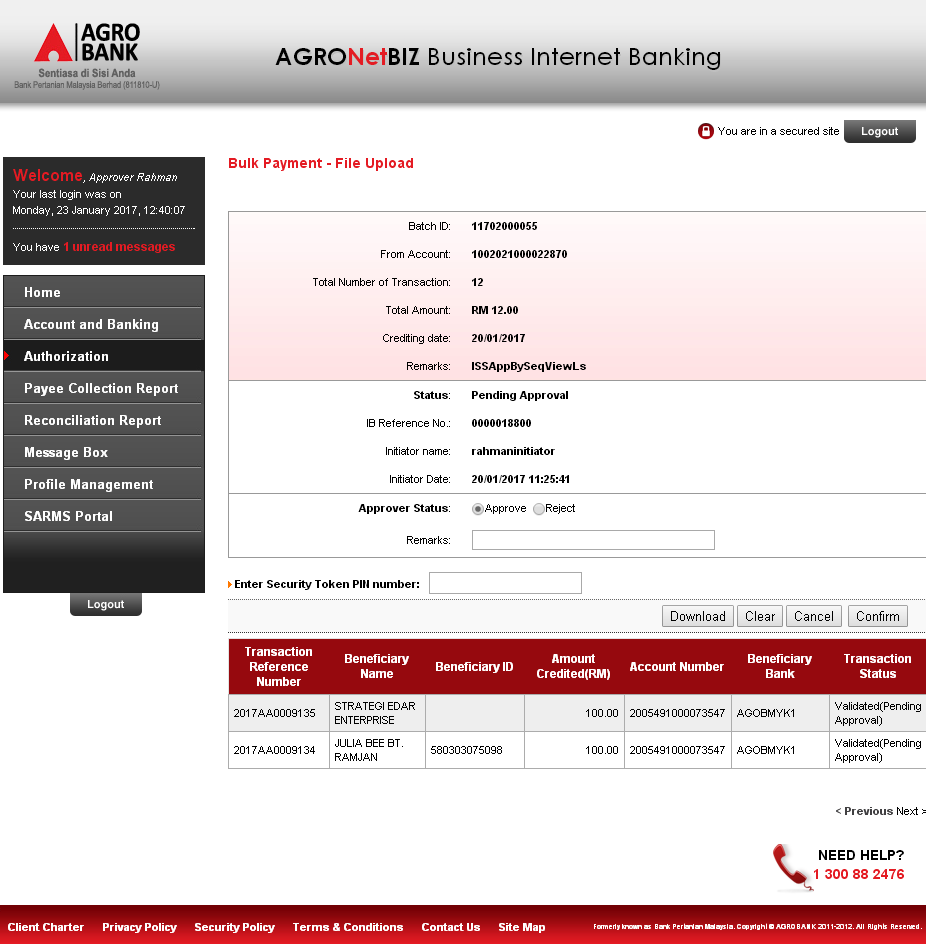 AGRO
BANK
Sentiasa di Sisi Anda
Bank Pertanian Malaysia Berhad (811810-U)
AGRONetBIZ Business Internet Banking
You are in a secured site Logout
Welcome, Approver Rahman
Your last login was on
Monday, 23 January 2017, 12:40:07
You have 1 unread messages
Home
Account and Banking
Authorization
Payee Collection Report
Reconciliation Report
Message Box
Profile Management
SARMS Portal
Logout
Bulk Payment - File Upload
Batch ID: 11702000055
From Account: 1002021000022870
Total Number of Transaction: 12
Total Amount: RM 12.00
Crediting date: 20/01/2017
Remarks: ISSAppBySeqViewLs
Status: Pending Approval
IB Reference No.: 0000018800
Initiator name: rahmaninitiator
Initiator Date: 20/01/2017 11:25:41
Approver Status: Approve Reject
Remarks:
Enter Security Token PIN number:
Download Clear Cancel Confirm
Transaction Reference Number Beneficiary Name Beneficiary ID Amount Credited(RM) Account Number Beneficiary Bank Transaction Status
2017AA0009135 STRATEGI EDAR ENTERPRISE 100.00 2005491000073547 AGOBMYK1 Validated(Pending Approval)
2017AA0009134 JULIA BEE BT. RAMJAN 580303075098 100.00 2005491000073547 AGOBMYK1 Validated(Pending Approval)
< Previous Next >
NEED HELP?
1 300 88 2476
Client Charter Privacy Policy Security Policy Terms & Conditions Contact Us Site Map Formerly known as Bank Pertanian Malaysia. Copyright © AGROBANK 2011-2012. All Rights Reserved.